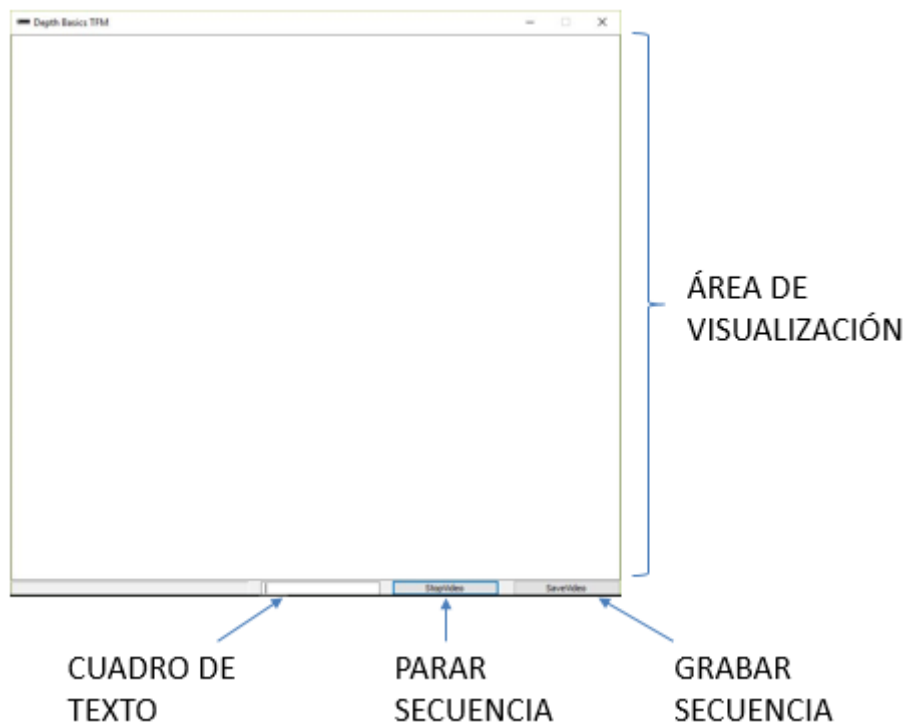 Depth Basics TFM
ÁREA DE
VISUALIZACIÓN
StopVideo
SaveVideo
CUADRO DE
TEXTO
PARAR
SECUENCIA
GRABAR
SECUENCIA